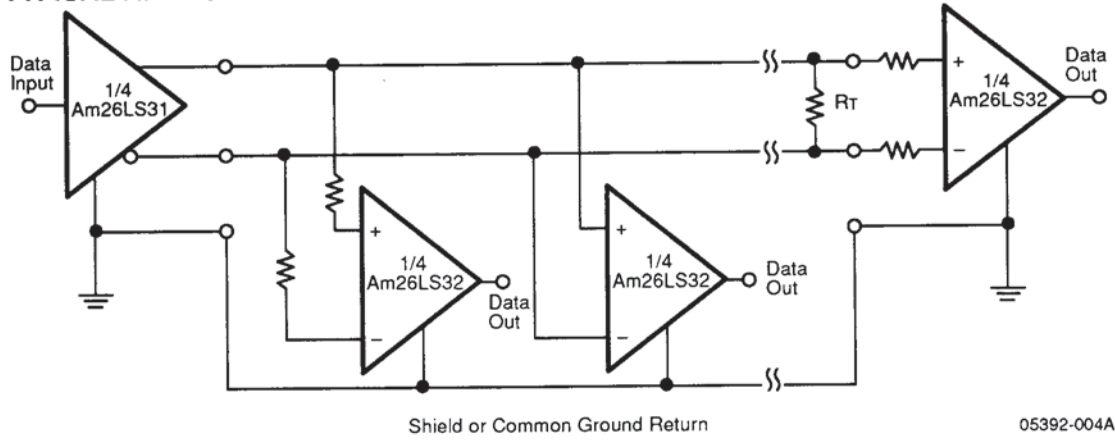 Data
Input
1/4
Am26LS31
+
–
1/4
Am26LS32
Data
Out
+
–
1/4
Am26LS32
Data
Out
RT
+
–
1/4
Am26LS32
Data
Out
Shield or Common Ground Return
05392-004A